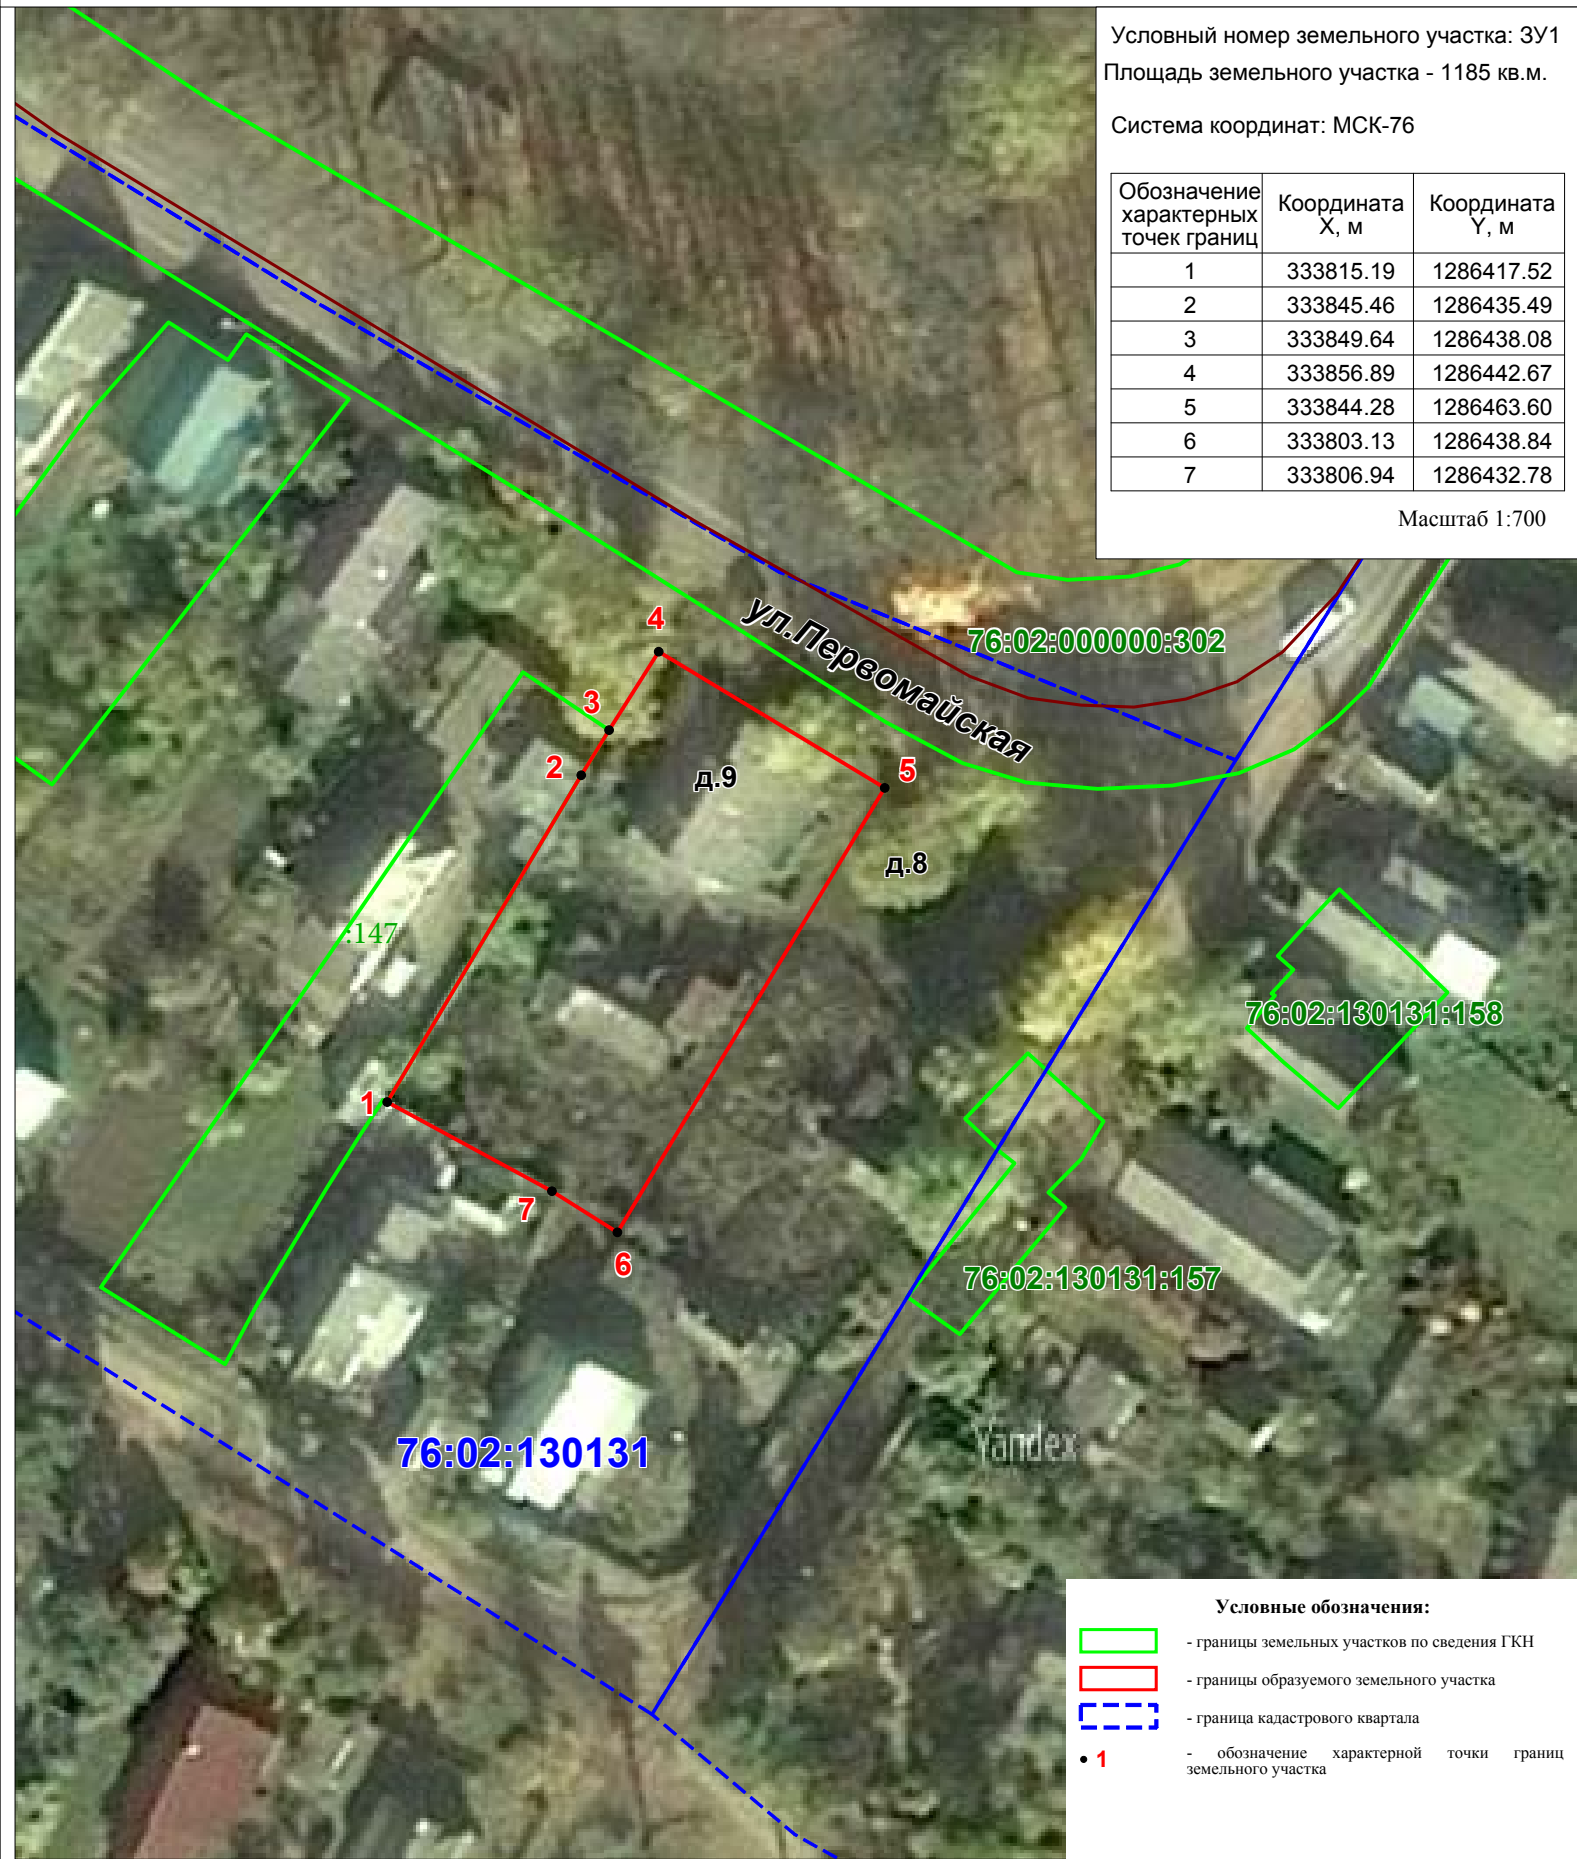 Условный номер земельного участка: ЗУ1
Площадь земельного участка - 1185 кв.м.
Система координат: МСК-76
Обозначение характерных точек границ Координата X, м Координата Y, м
1 333815.19 1286417.52
2 333845.46 1286435.49
3 333849.64 1286438.08
4 333856.89 1286442.67
5 333844.28 1286463.60
6 333803.13 1286438.84
7 333806.94 1286432.78
Масштаб 1:700
ул.Первомайская
76:02:000000:302
4
3
2
д.9
5
д.8
:147
76:02:130131:158
1
7
6
76:02:130131:157
76:02:130131
Yandex
Условные обозначения:
- границы земельных участков по сведения ГКН
- границы образуемого земельного участка
- граница кадастрового квартала
1 - обозначение характерной точки границ
земельного участка